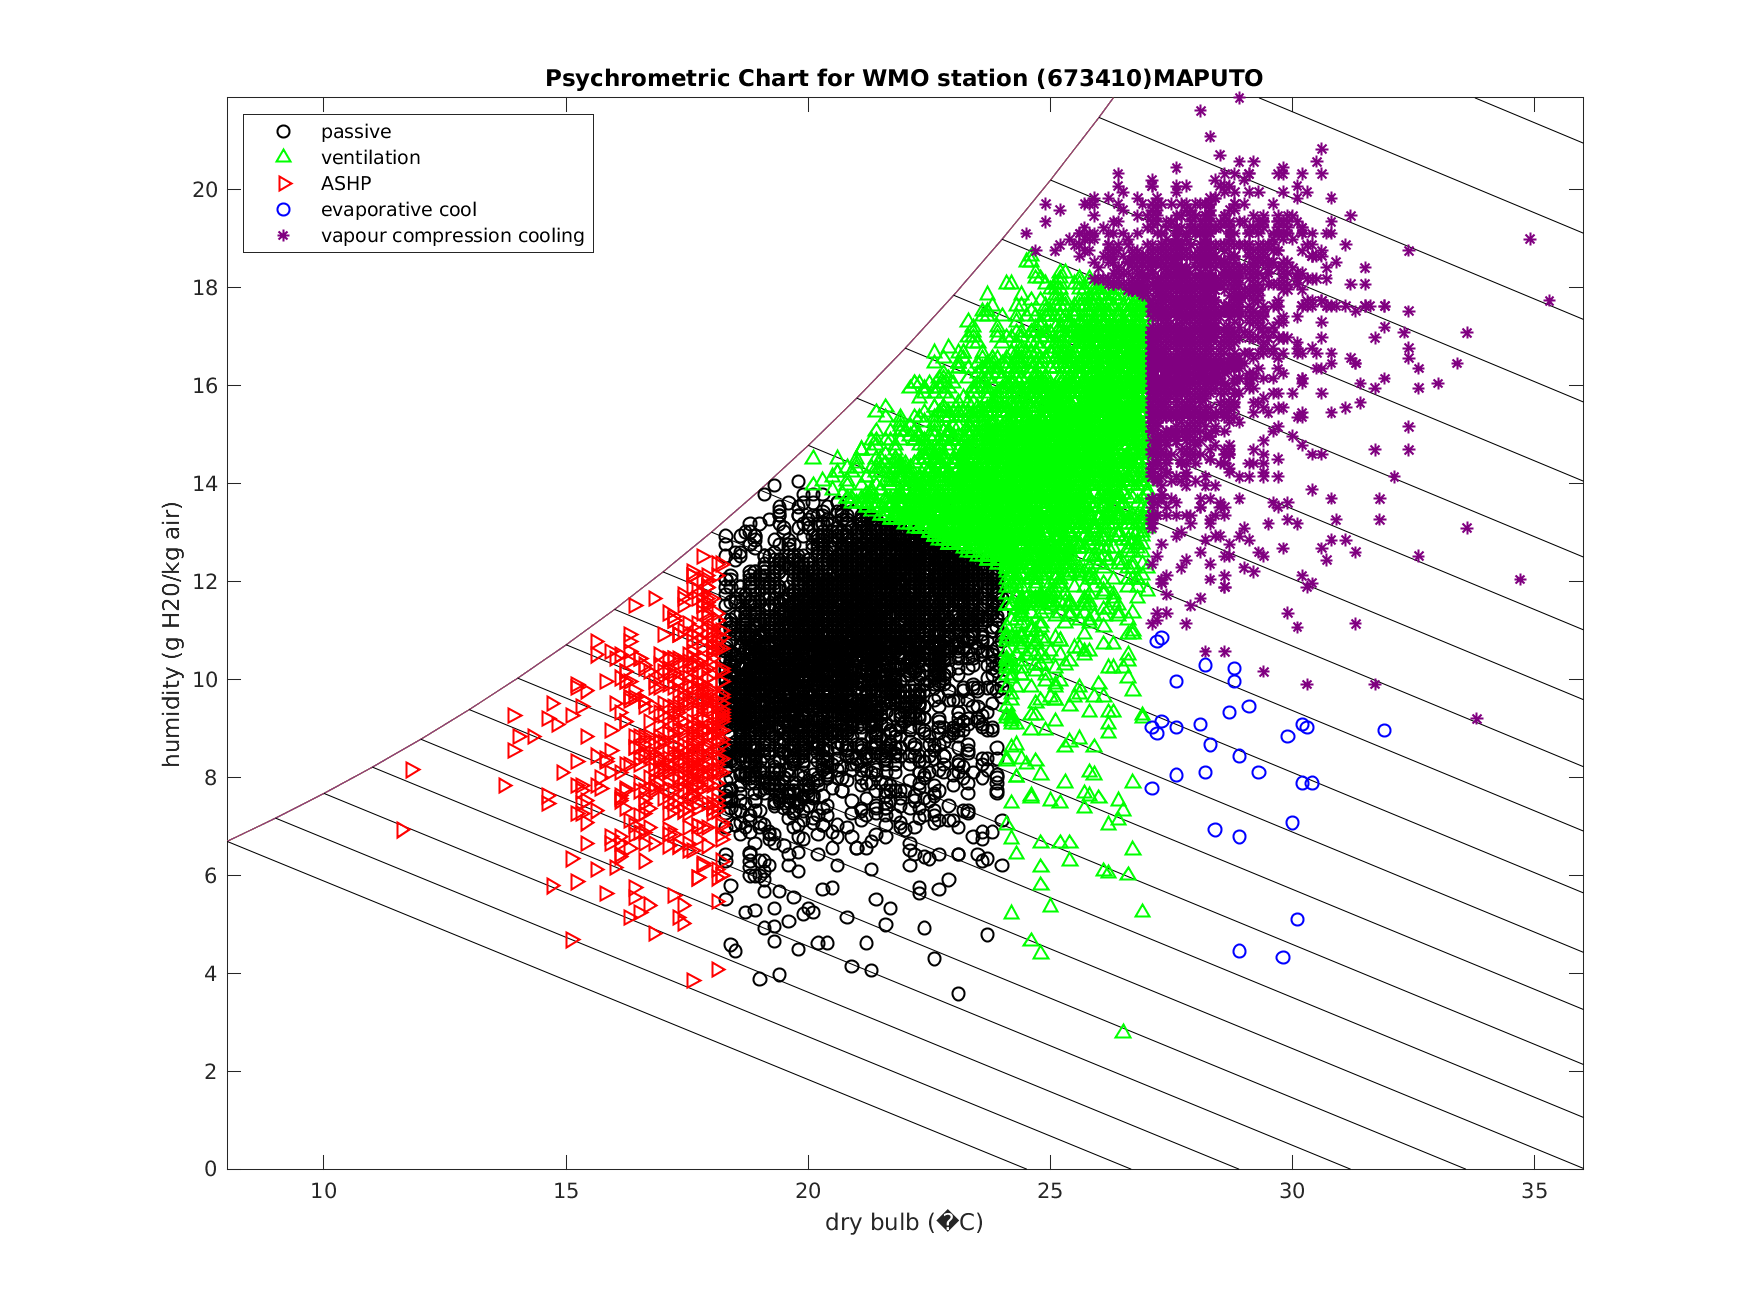 Psychrometric Chart for WMO station (673410)MAPUTO
passive
ventilation
ASHP
evaporative cool
vapour compression cooling
humidity (g H20/kg air)
20
18
16
14
12
10
8
6
4
2
0
10 15 20 25 30 35
dry bulb (�C)